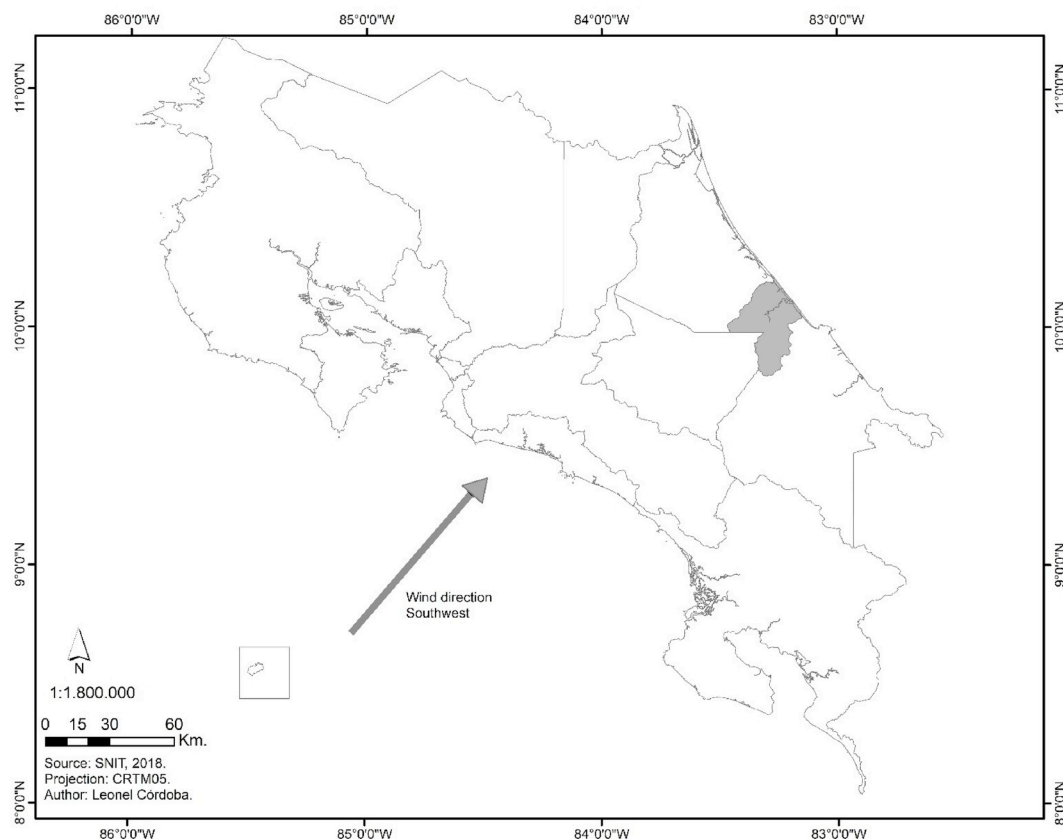 86°0'0"W 85°0'0"W 84°0'0"W 83°0'0"W
11°0'0"N 11°0'0"N
10°0'0"N 10°0'0"N
9°0'0"N 9°0'0"N
Wind direction
Southwest
N
1:1.800.000
0 15 30 60
Km.
Source: SNIT, 2018.
Projection: CRTM05.
Author: Leonel Córdoba.
8°0'0"N 8°0'0"N
86°0'0"W 85°0'0"W 84°0'0"W 83°0'0"W